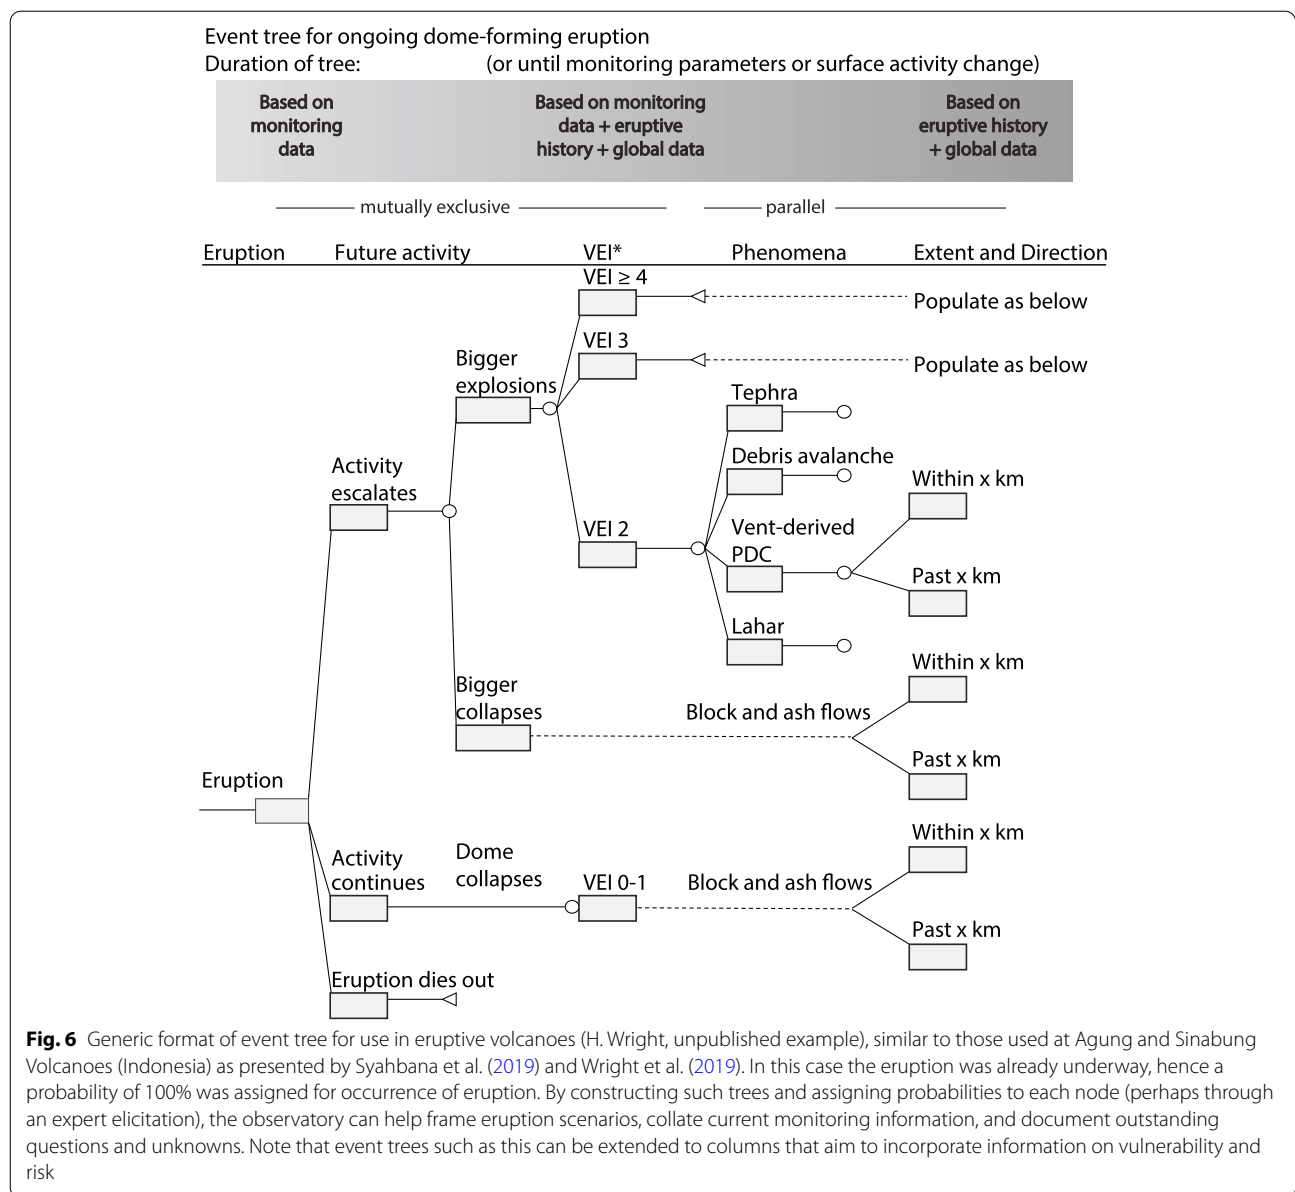 Event tree for ongoing dome-forming eruption
Duration of tree: (or until monitoring parameters or surface activity change)
Based on
monitoring
data
Based on monitoring
data + eruptive
history + global data
Based on
eruptive history
+ global data
mutually exclusive
parallel
Eruption Future activity VEI* Phenomena Extent and Direction
VEI ≥ 4
Populate as below
VEI 3
Populate as below
Bigger
explosions
Tephra
Debris avalanche
Activity
escalates
Within x km
VEI 2
Vent-derived
PDC
Past x km
Lahar
Within x km
Bigger
collapses
Block and ash flows
Past x km
Eruption
Within x km
Activity
continues
Dome
collapses
VEI 0-1
Block and ash flows
Past x km
Eruption dies out
Fig. 6 Generic format of event tree for use in eruptive volcanoes (H. Wright, unpublished example), similar to those used at Agung and Sinabung
Volcanoes (Indonesia) as presented by Syahbana et al. (2019) and Wright et al. (2019). In this case the eruption was already underway, hence a
probability of 100% was assigned for occurrence of eruption. By constructing such trees and assigning probabilities to each node (perhaps through
an expert elicitation), the observatory can help frame eruption scenarios, collate current monitoring information, and document outstanding
questions and unknowns. Note that event trees such as this can be extended to columns that aim to incorporate information on vulnerability and
risk